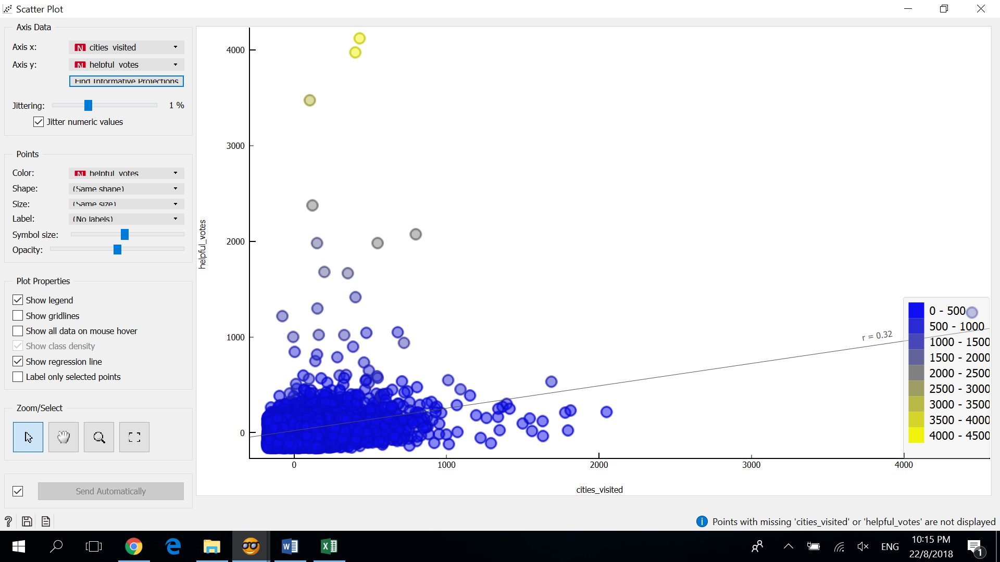 Scatter Plot
Axis Data
Axis x:
N cities_visited
Axis y:
N helpful_votes
Find Informative Projections
Jittering:
1 %
Jitter numeric values
Points
Color:
N helpful_votes
Shape:
(Same shape)
Size:
(Same size)
Label:
(No labels)
Symbol size:
Opacity:
Plot Properties
Show legend
Show gridlines
Show all data on mouse hover
Show class density
Show regression line
Label only selected points
Zoom/Select
Send Automatically
?
helpful_votes
4000
3000
2000
1000
0
0
1000
2000
3000
4000
cities_visited
r = 0.32
0 - 500
500 - 1000
1000 - 1500
1500 - 2000
2000 - 2500
2500 - 3000
3000 - 3500
3500 - 4000
4000 - 4500
i Points with missing 'cities_visited' or 'helpful_votes' are not displayed
W
X
ENG
10:15 PM
22/8/2018
1